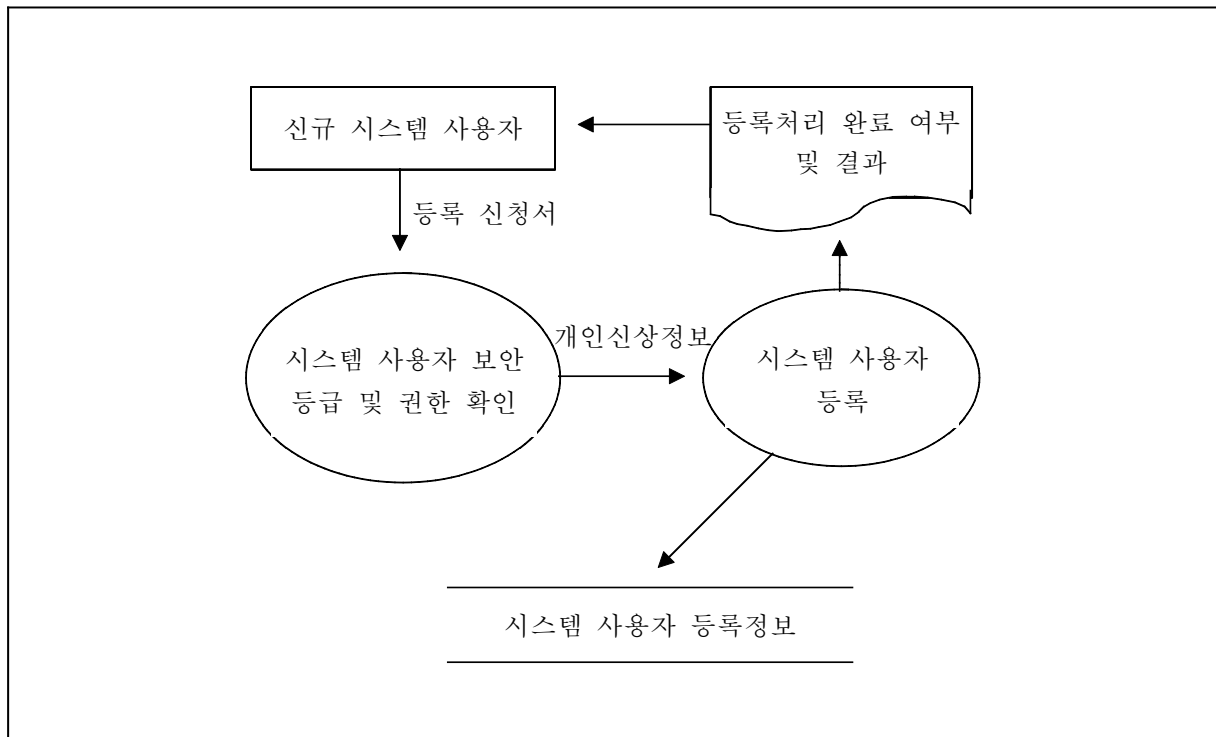 신규 시스템 사용자
등록처리 완료 여부
및 결과
등록 신청서
개인신상정보
시스템 사용자 보안
등급 및 권한 확인
시스템 사용자
등록
시스템 사용자 등록정보